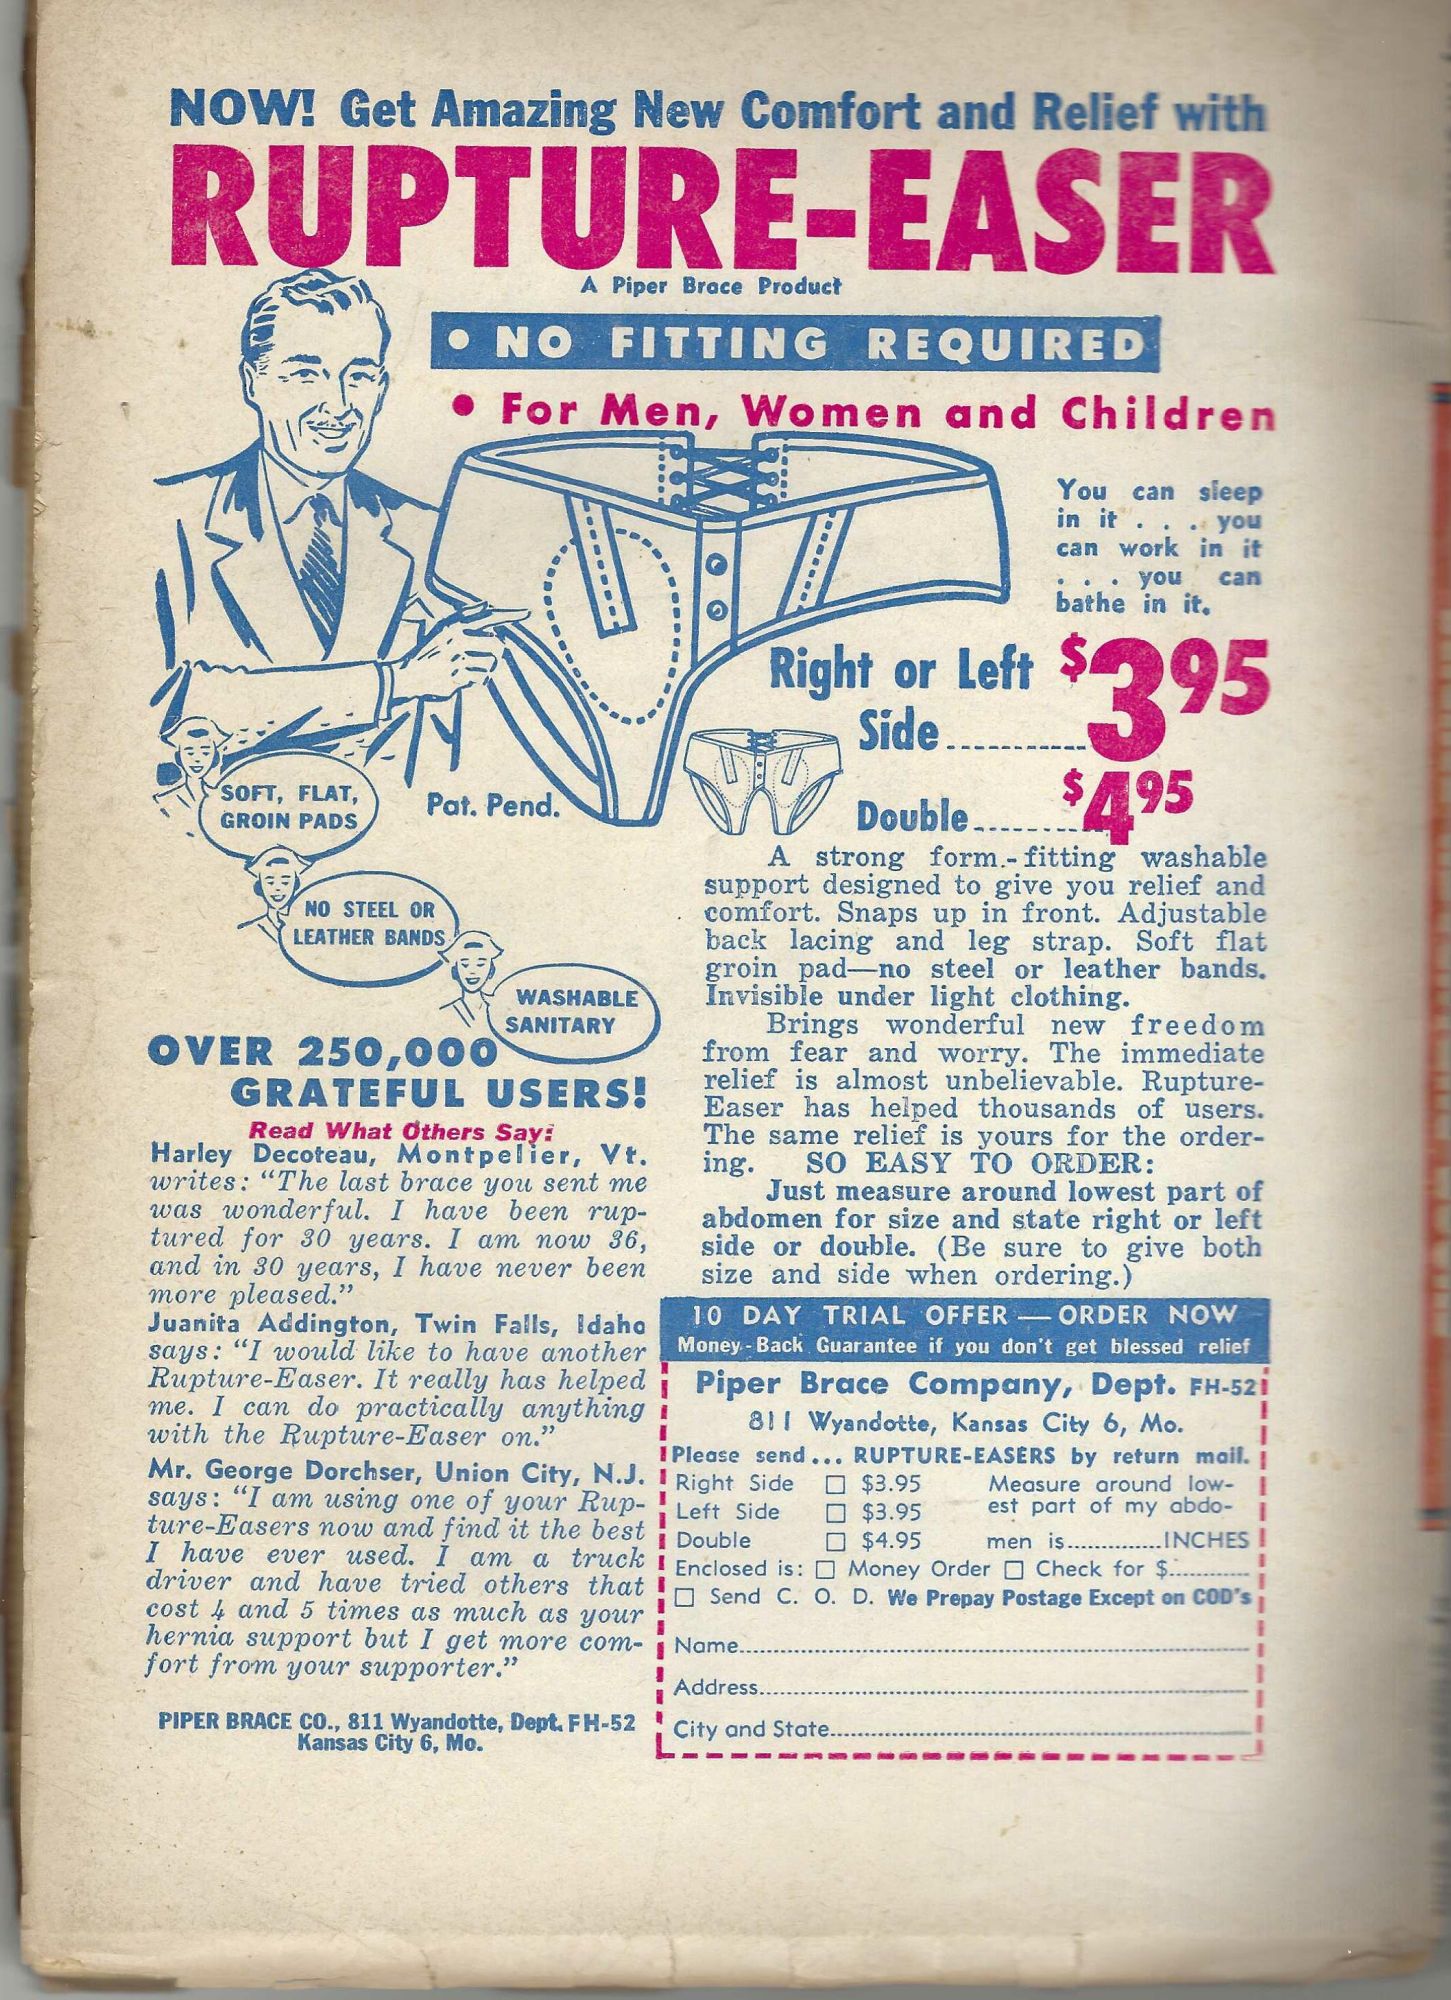 NOW! Get Amazing New Comfort and Relief with
RUPTURE-EASER
A Piper Brace Product
• NO FITTING REQUIRED
• For Men, Women and Children
You can sleep
in it . . . you
can work in it
. . . you can
bathe in it.
Right or Left $3 95
Side............
Double......... $4 95
Pat. Pend.
SOFT, FLAT,
GROIN PADS
NO STEEL OR
LEATHER BANDS
WASHABLE
SANITARY
OVER 250,000
GRATEFUL USERS!
Read What Others Say:
Harley Decoteau, Montpelier, Vt.
writes: “The last brace you sent me
was wonderful. I have been rup-
tured for 30 years. I am now 36,
and in 30 years, I have never been
more pleased.”
Juanita Addington, Twin Falls, Idaho
says: “I would like to have another
Rupture-Easer. It really has helped
me. I can do practically anything
with the Rupture-Easer on.”
Mr. George Dorchser, Union City, N.J.
says: “I am using one of your Rup-
ture-Easers now and find it the best
I have ever used. I am a truck
driver and have tried others that
cost 4 and 5 times as much as your
hernia support but I get more com-
fort from your supporter.”
PIPER BRACE CO., 811 Wyandotte, Dept. FH-52
Kansas City 6, Mo.
A strong form.-fitting washable
support designed to give you relief and
comfort. Snaps up in front. Adjustable
back lacing and leg strap. Soft flat
groin pad—no steel or leather bands.
Invisible under light clothing.
Brings wonderful new freedom
from fear and worry. The immediate
relief is almost unbelievable. Rupture-
Easer has helped thousands of users.
The same relief is yours for the order-
ing. SO EASY TO ORDER:
Just measure around lowest part of
abdomen for size and state right or left
side or double. (Be sure to give both
size and side when ordering.)
10 DAY TRIAL OFFER — ORDER NOW
Money-Back Guarantee if you don't get blessed relief
Piper Brace Company, Dept. FH-52
811 Wyandotte, Kansas City 6, Mo.
Please send... RUPTURE-EASERS by return mail.
Right Side □ $3.95 Measure around low-
Left Side □ $3.95 est part of my abdo-
Double □ $4.95 men is..............INCHES
Enclosed is: □ Money Order □ Check for $............
□ Send C. O. D. We Prepay Postage Except on COD's
Name............
Address............
City and State............